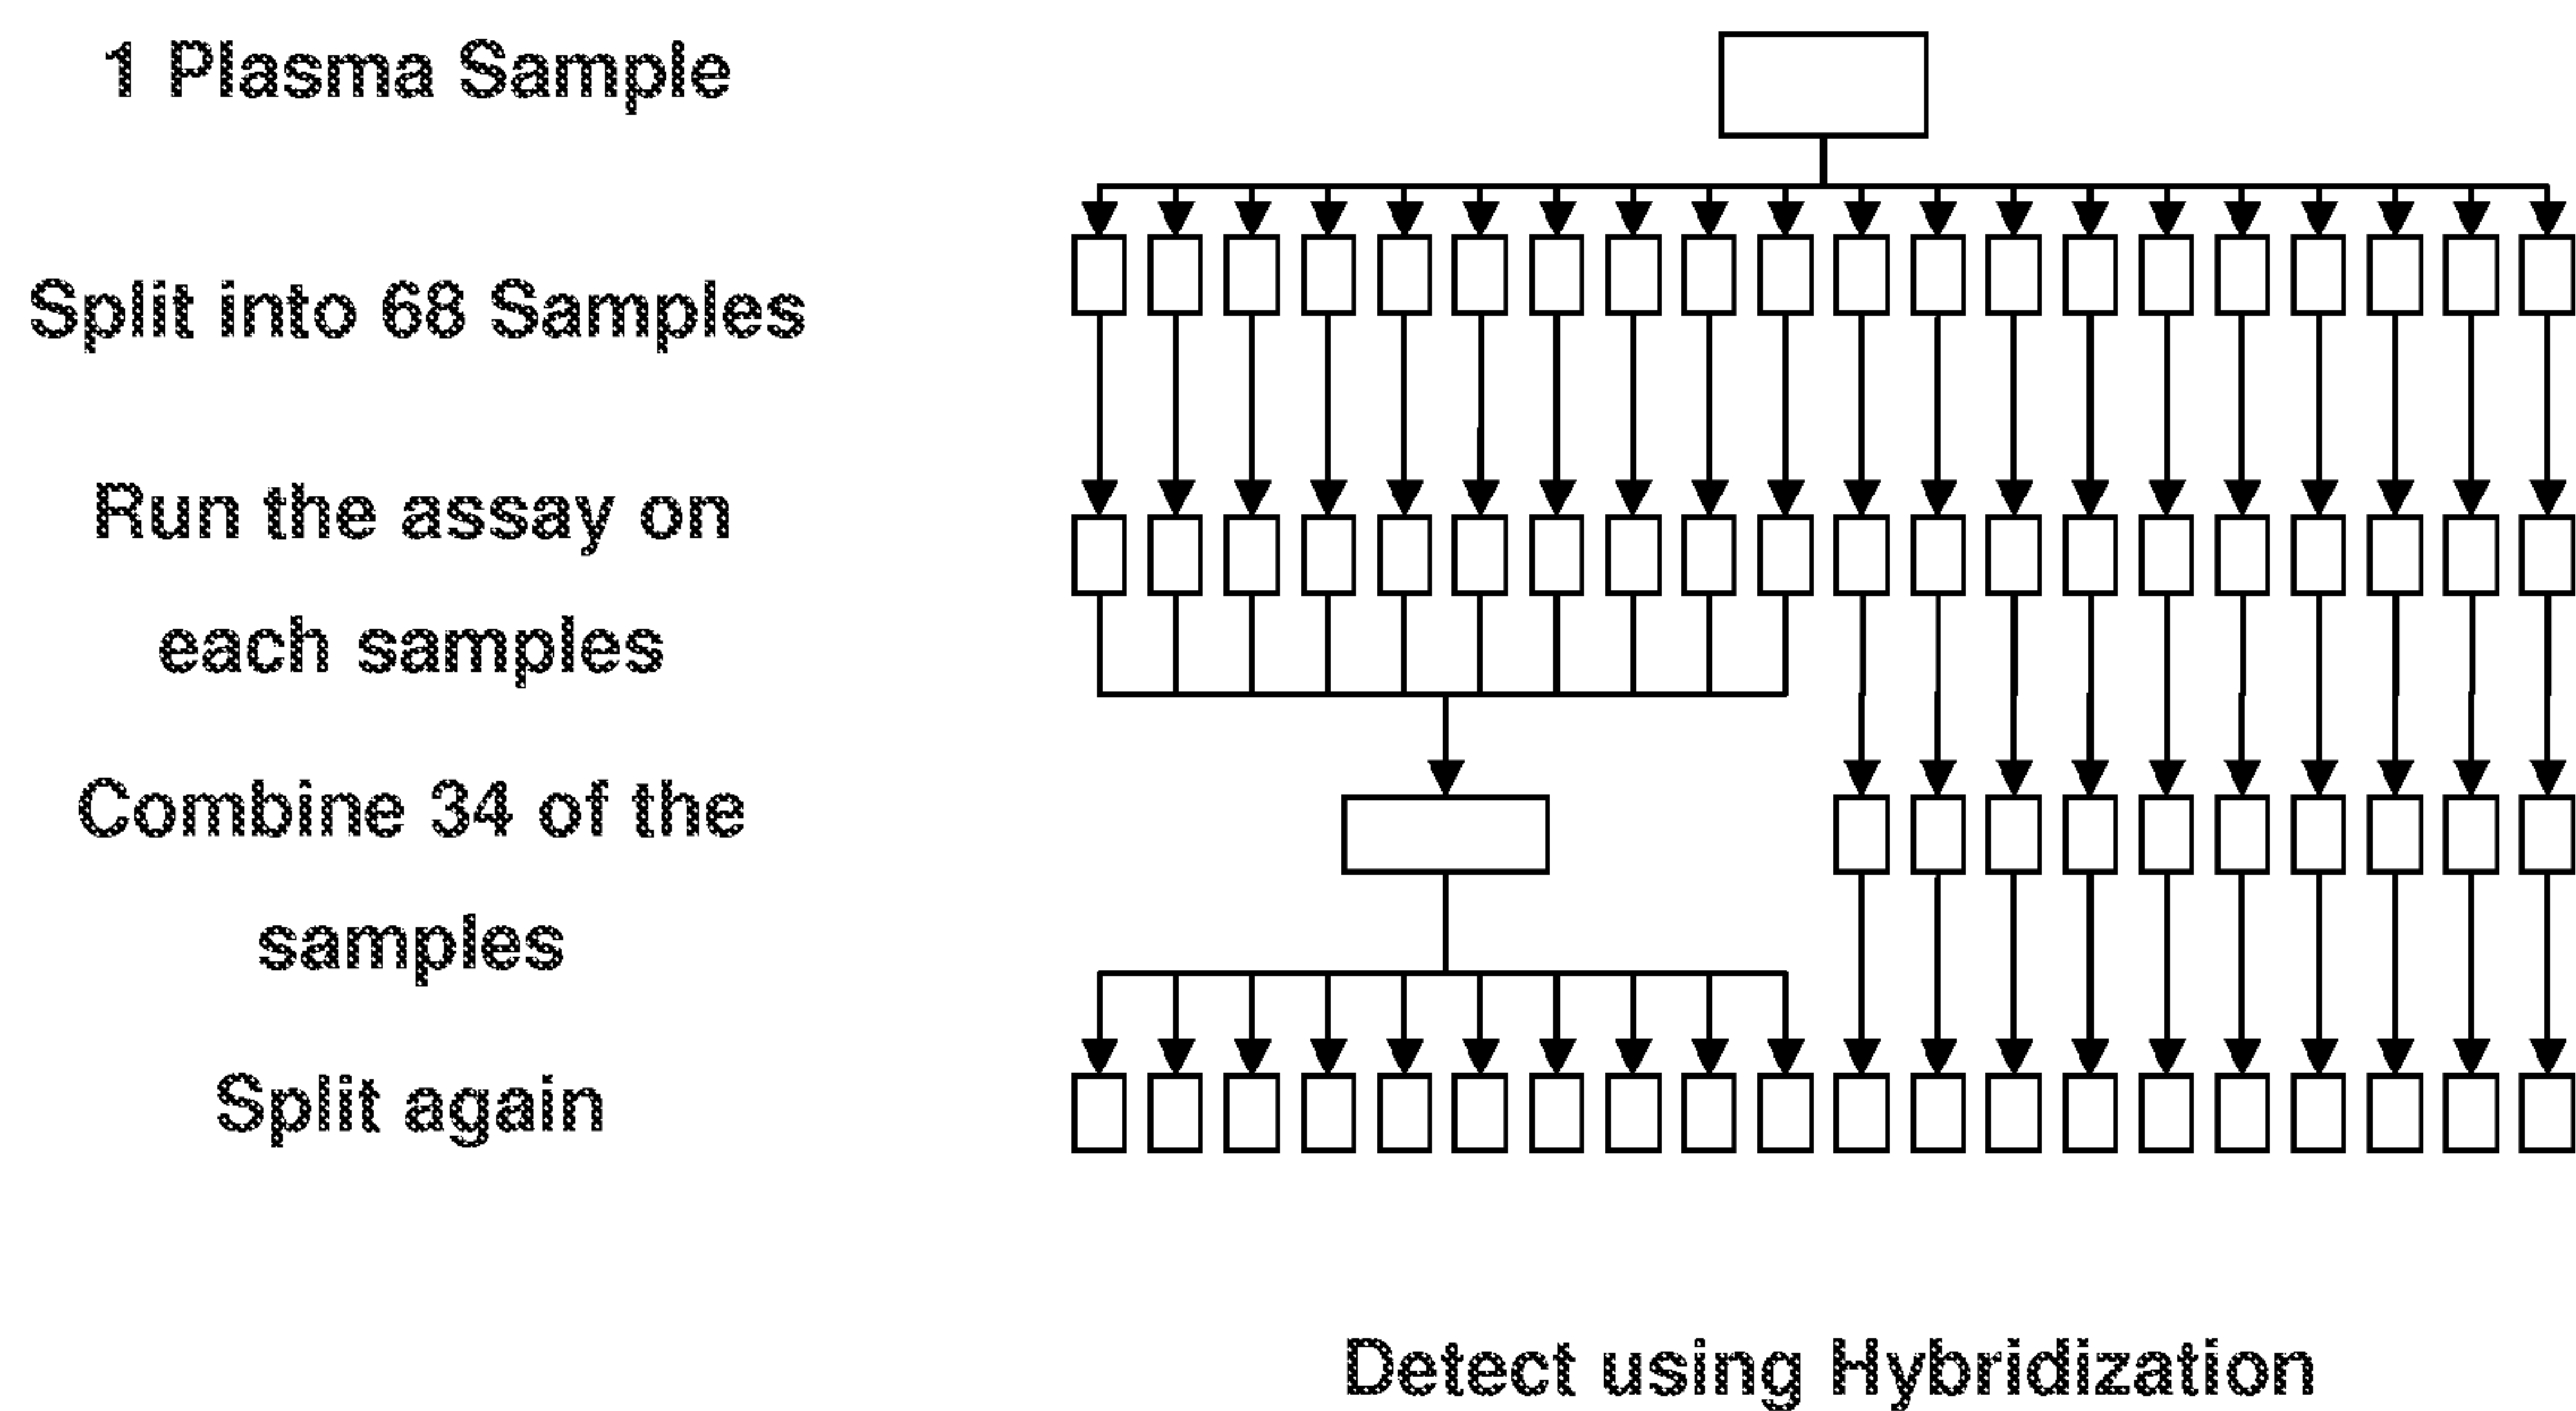 1 Plasma Sample
Split into 68 Samples
Run the assay on
each samples
Combine 34 of the
samples
Split again
Detect using Hybridization